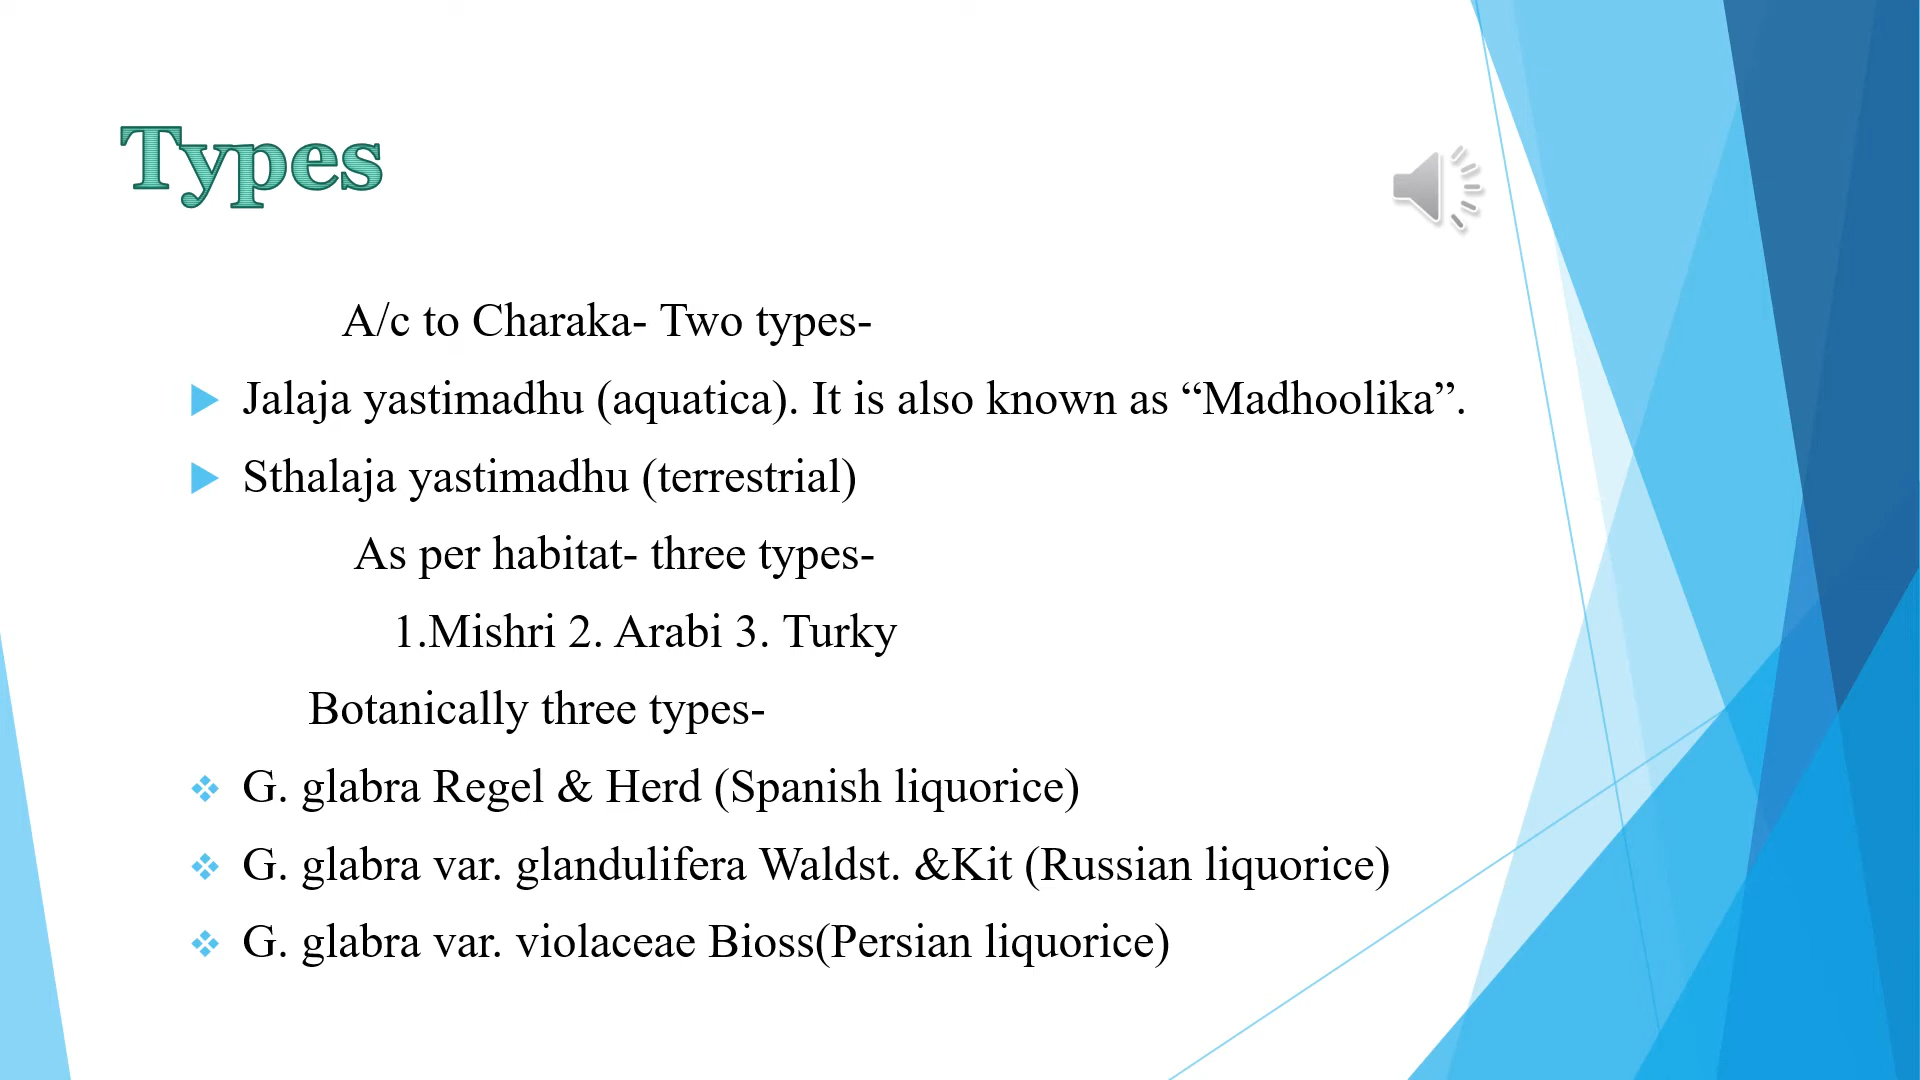 Types
A/c to Charaka- Two types-
Jalaja yastimadhu (aquatica). It is also known as “Madhoolika”.
Sthalaja yastimadhu (terrestrial)
As per habitat- three types-
1.Mishri 2. Arabi 3. Turky
Botanically three types-
G. glabra Regel & Herd (Spanish liquorice)
G. glabra var. glandulifera Waldst. &Kit (Russian liquorice)
G. glabra var. violaceae Bioss(Persian liquorice)